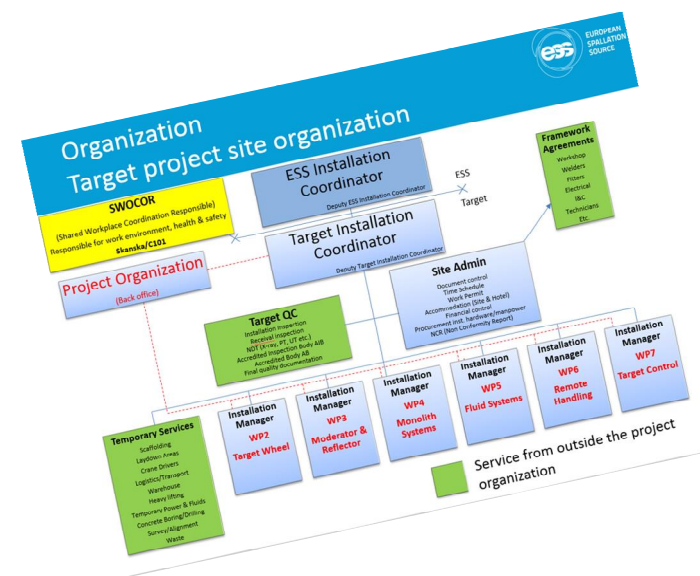 ess
EUROPEAN
SPALLATION
SOURCE
Organization
Target project site organization
SWOCOR
(Shared Workplace Coordination Responsible)
Responsible for work environment, health & safety
Skanska/C101
ESS Installation
Coordinator
Deputy ESS Installation Coordinator
ESS
Target
Framework
Agreements
Workshop
Welders
Fitters
Electrical
I&C
Technicians
Etc.
Project Organization
(Back office)
Target Installation
Coordinator
Deputy Target Installation Coordinator
Site Admin
Document control
Time Schedule
Work Permit
Accommodation (Site & Hotel)
Financial control
Procurement inst. hardware/manpower
NCR (Non Conformity Report)
Target QC
Installation inspection
Receival inspection
NDT (X-ray, PT, UT etc.)
Accredited Inspection Body AIB
Accredited Body AB
Final quality documentation
Temporary Services
Scaffolding
Laydown Areas
Crane Drivers
Logistics/Transport
Warehouse
Heavy lifting
Temporary Power & Fluids
Concrete Boring/Drilling
Survey/Alignment
Waste
Installation
Manager
WP2
Target Wheel
Installation
Manager
WP3
Moderator &
Reflector
Installation
Manager
WP4
Monolith
Systems
Installation
Manager
WP5
Fluid Systems
Installation
Manager
WP6
Remote
Handling
Installation
Manager
WP7
Target Control
Service from outside the project
organization